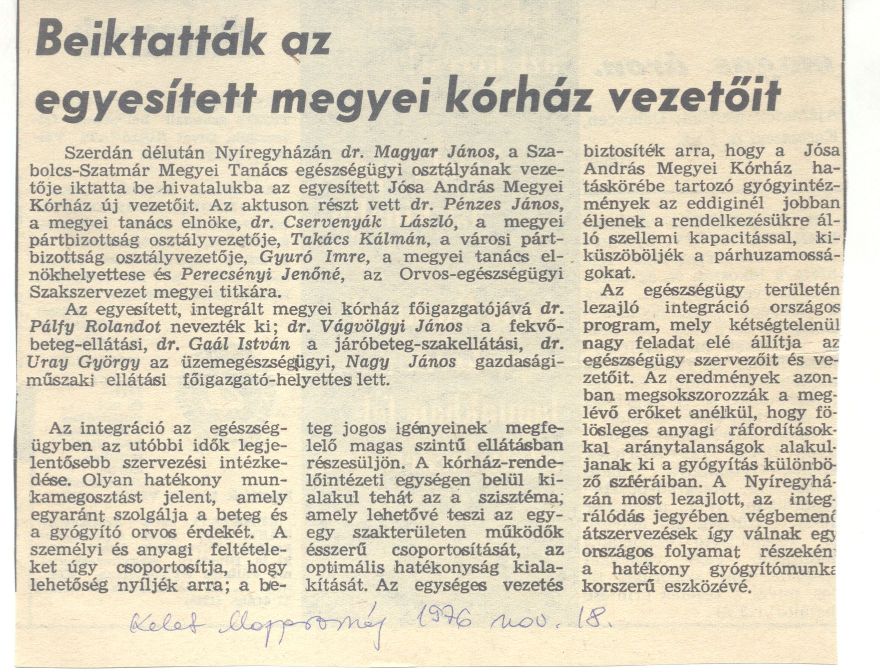 Beiktatták az
egyesített megyei kórház vezetőit
Szerdán délután Nyíregyházán dr. Magyar János, a Sza-
bolcs-Szatmár Megyei Tanács egészségügyi osztályának veze-
tője iktatta be hivatalukba az egyesített Jósa András Megyei
Kórház új vezetőit. Az aktuson részt vett dr. Pénzes János,
a megyei tanács elnöke, dr. Cservenyák László, a megyei
pártbizottság osztályvezetője, Takács Kálmán, a városi párt-
bizottság osztályvezetője, Gyuró Imre, a megyei tanács el-
nökhelyettese és Perecsényi Jenőné, az Orvos-egészségügyi
Szakszervezet megyei titkára.
Az egyesített, integrált megyei kórház főigazgatójává dr.
Pálfy Rolandot nevezték ki; dr. Vágvölgyi János a fekvő-
beteg-ellátási, dr. Gaál István a járóbeteg-szakellátási, dr.
Uray György az üzemegészségügyi, Nagy János gazdasági-
műszaki ellátási főigazgató-helyettes lett.
Az integráció az egészség-
ügyben az utóbbi idők legje-
lentősebb szervezési intézke-
dése. Olyan hatékony mun-
kamegosztást jelent, amely
egyaránt szolgálja a beteg és
a gyógyító orvos érdekét. A
személyi és anyagi feltétele-
ket úgy csoportosítja, hogy
lehetőség nyíljék arra; a be-
teg jogos igényeinek megfe-
lelő magas szintű ellátásban
részesüljön. A kórház-rende-
lőintézeti egységen belül ki-
alakul tehát az a szisztéma,
amely lehetővé teszi az egy-
egy szakterületen működők
ésszerű csoportosítását, az
optimális hatékonyság kiala-
kítását. Az egységes vezetés
biztosíték arra, hogy a Jósa
András Megyei Kórház ha-
táskörébe tartozó gyógyintéz-
mények az eddiginél jobban
éljenek a rendelkezésükre ál-
ló szellemi kapacitással, ki-
küszöböljék a párhuzamossá-
gokat.
Az egészségügy területén
lezajló integráció országos
program, mely kétségtelenül
nagy feladat elé állítja az
egészségügy szervezőit és ve-
zetőit. Az eredmények azon-
ban megsokszorozzák a meg-
lévő erőket anélkül, hogy fö-
lösleges anyagi ráfordítások-
kal aránytalanságok alakul-
janak ki a gyógyítás különbö-
ző szféráiban. A Nyíregyhá-
zán most lezajlott, az integ-
rálódás jegyében végbemenő
átszervezések így válnak egy
országos folyamat részeként
a hatékony gyógyítómunka
korszerű eszközévé.
Kelet Magyarország 1976 nov. 18.